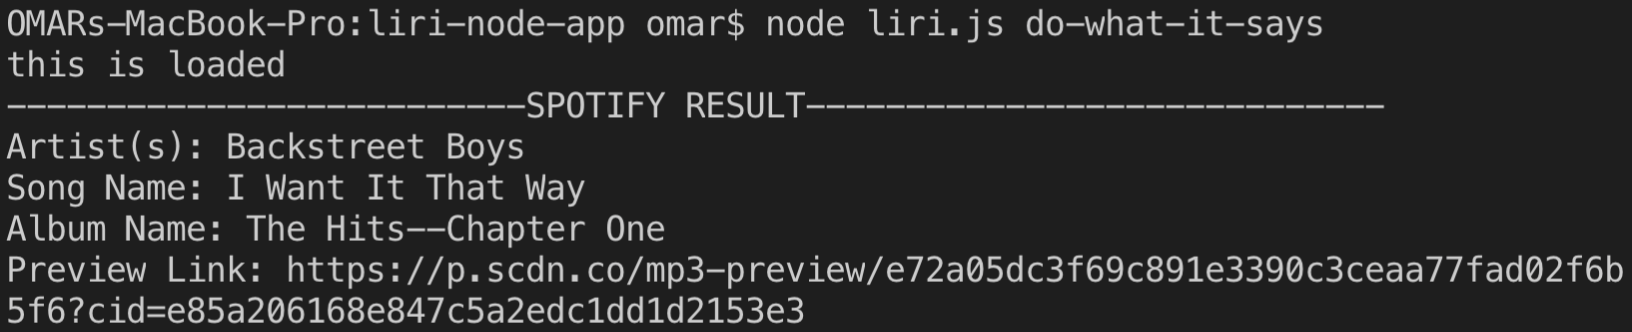 OMARs-MacBook-Pro:liri-node-app omar$ node liri.js do-what-it-says
this is loaded
--------------------------SPOTIFY RESULT-----------------------------
Artist(s): Backstreet Boys
Song Name: I Want It That Way
Album Name: The Hits--Chapter One
Preview Link: https://p.scdn.co/mp3-preview/e72a05dc3f69c891e3390c3ceaa77fad02f6b
5f6?cid=e85a206168e847c5a2edc1dd1d2153e3